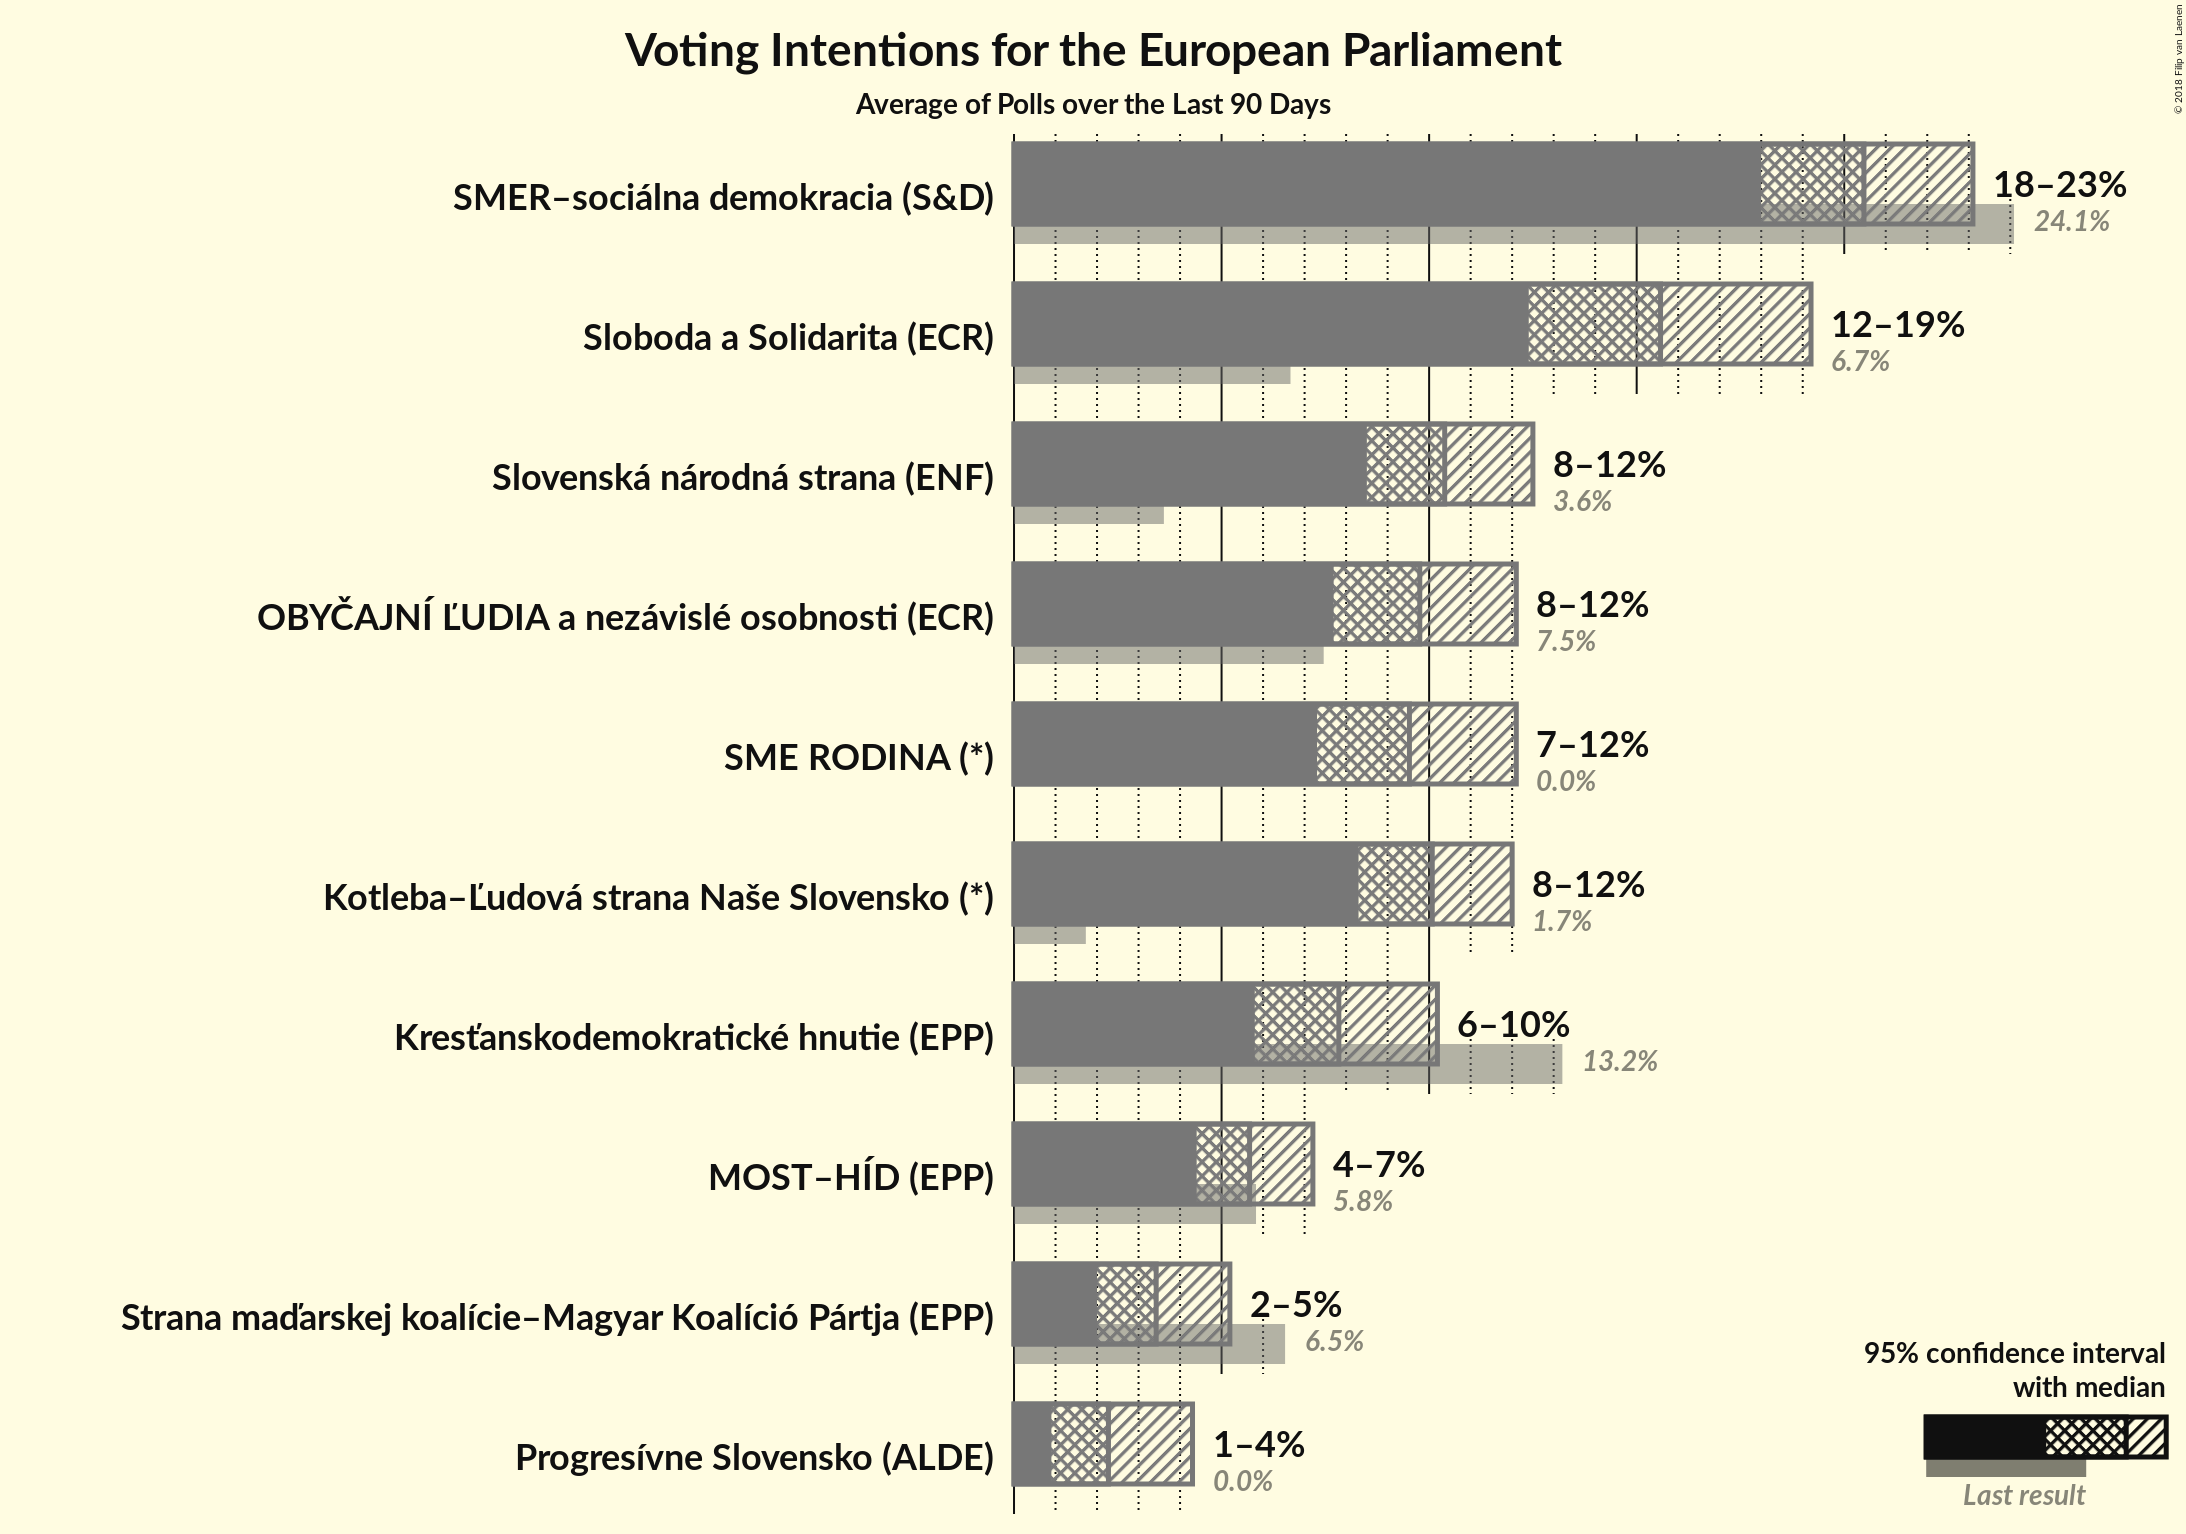 Voting Intentions for the European Parliament
Average of Polls over the Last 90 Days
© 2018 Filip van Laenen
SMER–sociálna demokracia (S&D)
18–23%
24.1%
Sloboda a Solidarita (ECR)
12–19%
6.7%
Slovenská národná strana (ENF)
8–12%
3.6%
OBYČAJNÍ ĽUDIA a nezávislé osobnosti (ECR)
8–12%
7.5%
SME RODINA (*)
7–12%
0.0%
Kotleba–Ľudová strana Naše Slovensko (*)
8–12%
1.7%
Kresťanskodemokratické hnutie (EPP)
6–10%
13.2%
MOST–HÍD (EPP)
4–7%
5.8%
Strana maďarskej koalície–Magyar Koalíció Pártja (EPP)
2–5%
6.5%
Progresívne Slovensko (ALDE)
1–4%
0.0%
95% confidence interval
with median
Last result